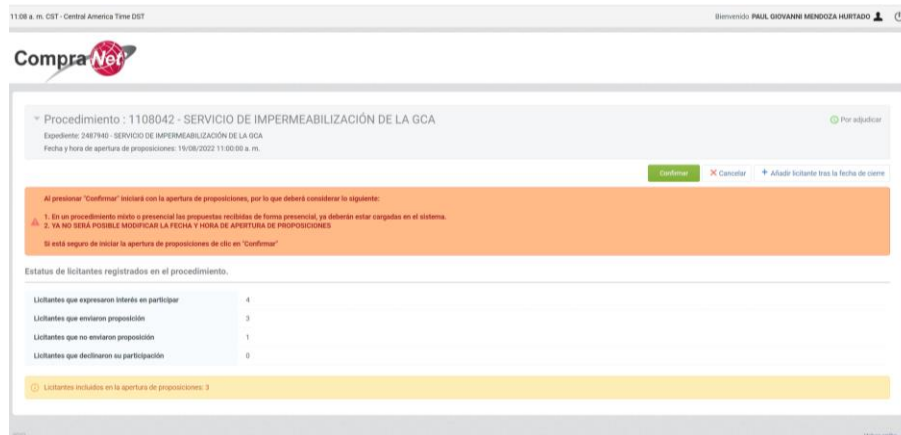 11:08 a. m. CST - Central America Time DST
Bienvenido PAUL GIOVANNI MENDOZA HURTADO
CompraNet
Procedimiento : 1108042 - SERVICIO DE IMPERMEABILIZACIÓN DE LA GCA
Por adjudicar
Expediente: 2487940 - SERVICIO DE IMPERMEABILIZACIÓN DE LA GCA
Fecha y hora de apertura de proposiciones: 19/08/2022 11:00:00 a. m.
Confirmar
Cancelar
Añadir licitante tras la fecha de cierre
Al presionar "Confirmar" iniciará con la apertura de proposiciones, por lo que deberá considerar lo siguiente:
1. En un procedimiento mixto o presencial las propuestas recibidas de forma presencial, ya deberán estar cargadas en el sistema.
2. YA NO SERÁ POSIBLE MODIFICAR LA FECHA Y HORA DE APERTURA DE PROPOSICIONES
Si está seguro de iniciar la apertura de proposiciones de clic en "Confirmar"
Estatus de licitantes registrados en el procedimiento.
Licitantes que expresaron interés en participar 4
Licitantes que enviaron proposición 3
Licitantes que no enviaron proposición 1
Licitantes que declinaron su participación 0
Licitantes incluidos en la apertura de proposiciones: 3